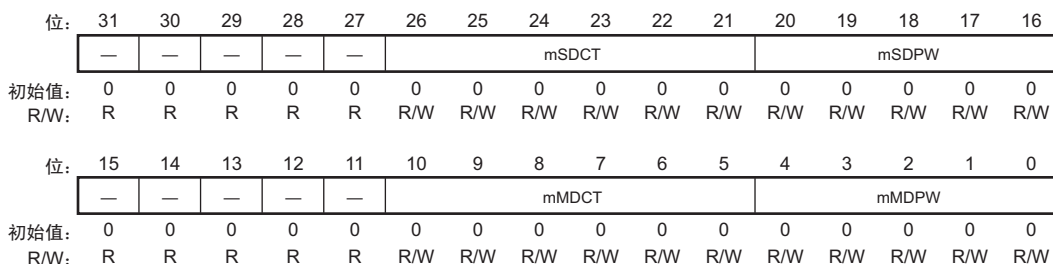 位: 31 30 29 28 27 26 25 24 23 22 21 20 19 18 17 16
— — — — — mSDCT mSDPW
初始值: 0 0 0 0 0 0 0 0 0 0 0 0 0 0 0 0
R/W: R R R R R R/W R/W R/W R/W R/W R/W R/W R/W R/W R/W R/W
位: 15 14 13 12 11 10 9 8 7 6 5 4 3 2 1 0
— — — — — mMDCT mMDPW
初始值: 0 0 0 0 0 0 0 0 0 0 0 0 0 0 0 0
R/W: R R R R R R/W R/W R/W R/W R/W R/W R/W R/W R/W R/W R/W